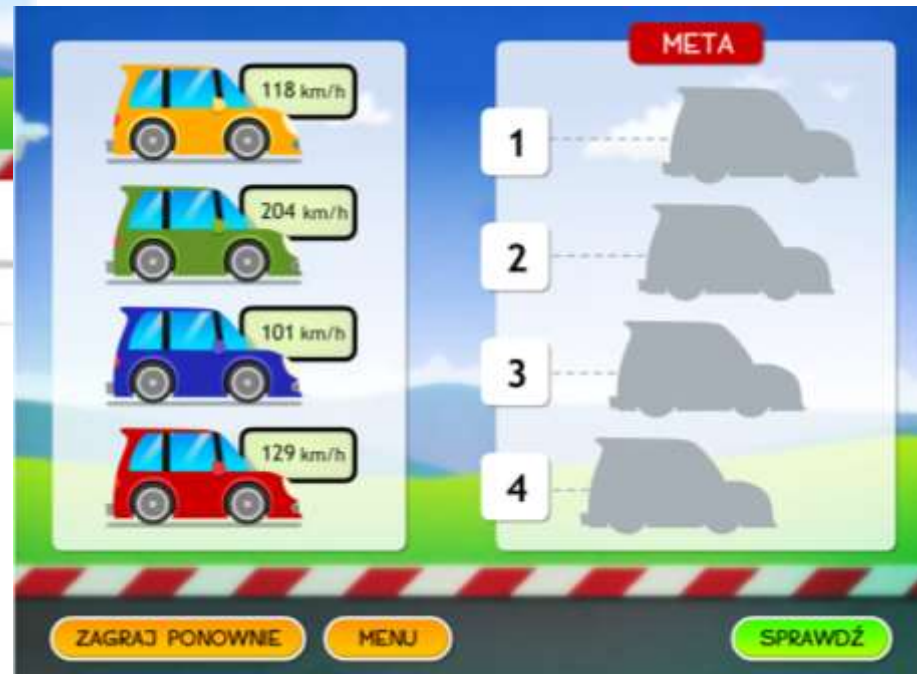 118 km/h
204 km/h
101 km/h
129 km/h
META
1
2
3
4
ZAGRAJ PONOWNIE
MENU
SPRAWDŹ